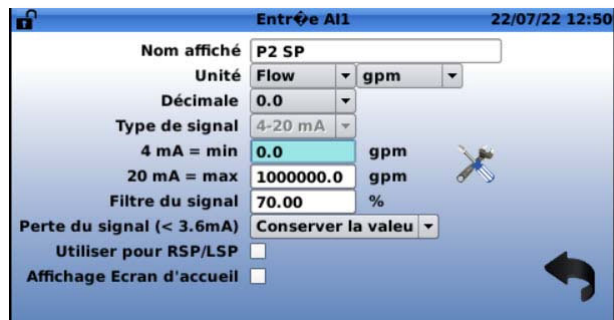 Entr�e AI1 22/07/22 12:50
Nom affiché P2 SP
Unité Flow gpm
Décimale 0.0
Type de signal 4-20 mA
4 mA = min 0.0 gpm
20 mA = max 1000000.0 gpm
Filtre du signal 70.00 %
Perte du signal (< 3.6mA) Conserver la valeu
Utiliser pour RSP/LSP
Affichage Ecran d'accueil